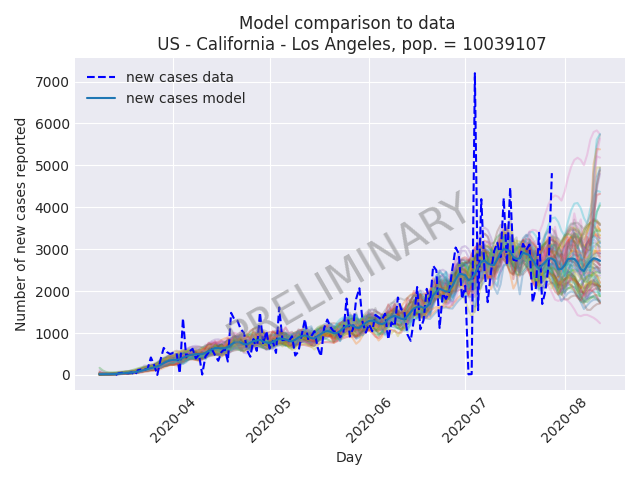 Model comparison to data
US - California - Los Angeles, pop. = 10039107
new cases data
new cases model
PRELIMINARY
Number of new cases reported
7000
6000
5000
4000
3000
2000
1000
0
2020-04
2020-05
2020-06
2020-07
2020-08
Day